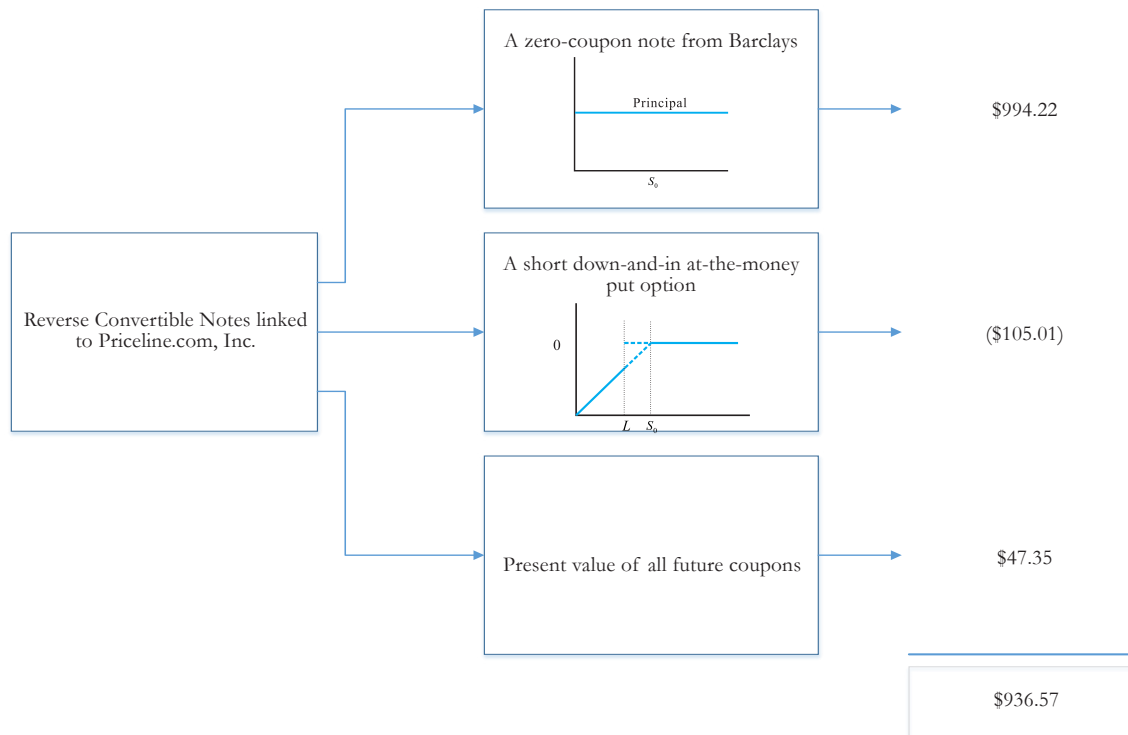 A zero-coupon note from Barclays
Principal
S₀
$994.22
Reverse Convertible Notes linked
to Priceline.com, Inc.
A short down-and-in at-the-money
put option
0
L S₀
($105.01)
Present value of all future coupons
$47.35
$936.57